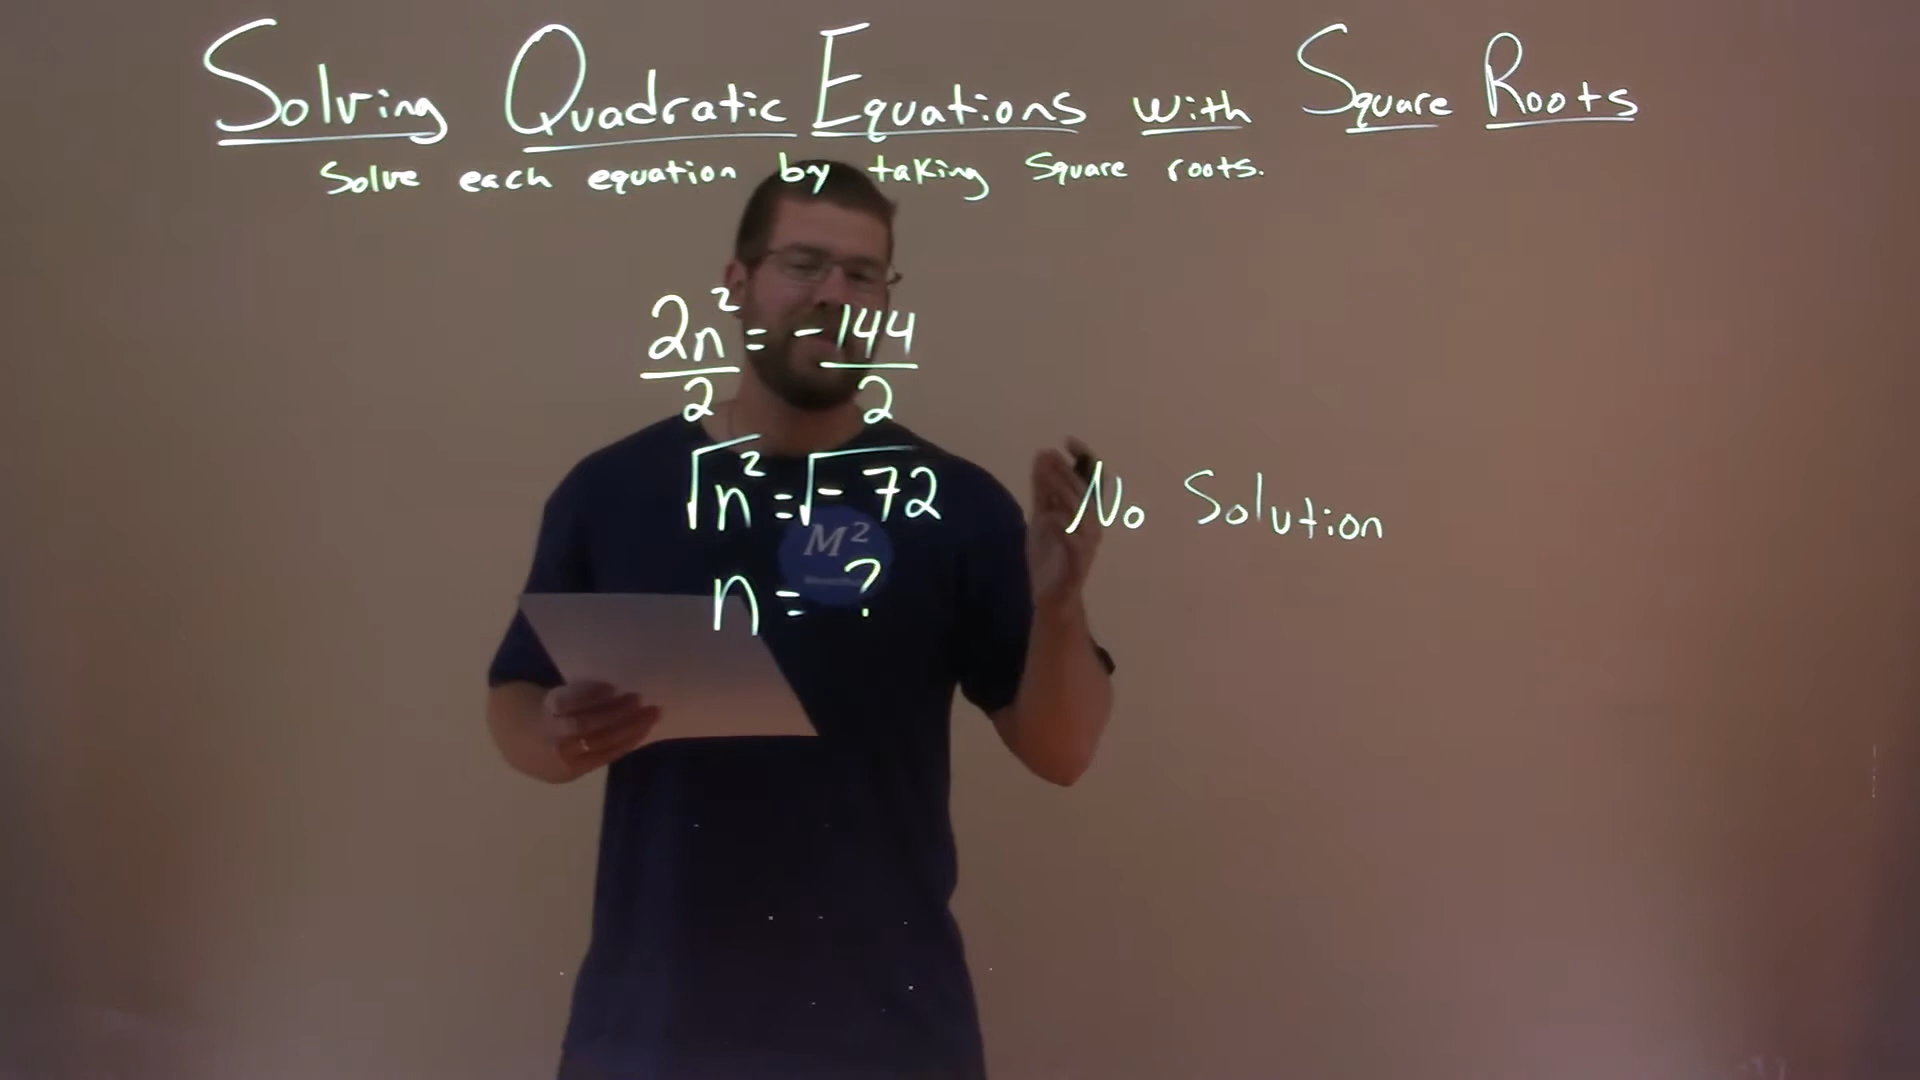 Solving Quadratic Equations with Square Roots
Solve each equation by taking Square roots.
2n² = -144
2 2
√n² = √-72
No Solution
M²
n = ?